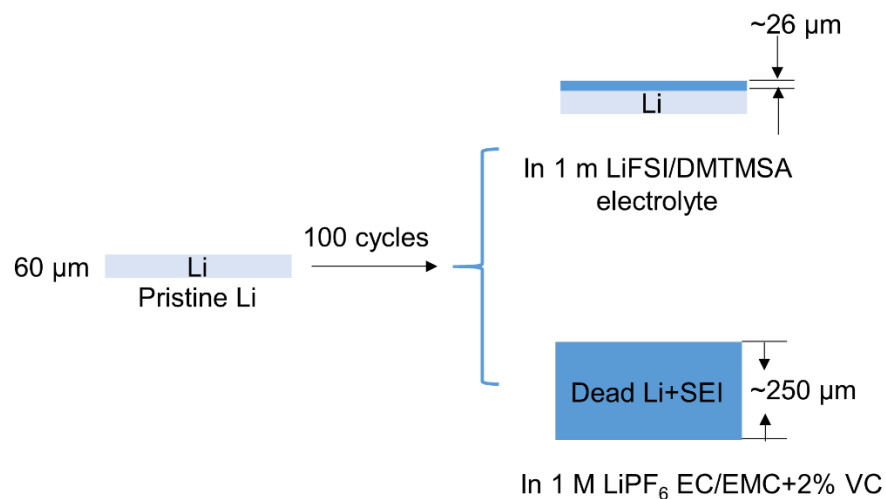 ~26 µm
Li
In 1 m LiFSI/DMTMSA
electrolyte
100 cycles
60 µm
Li
Pristine Li
Dead Li+SEI
~250 µm
In 1 M LiPF₆ EC/EMC+2% VC